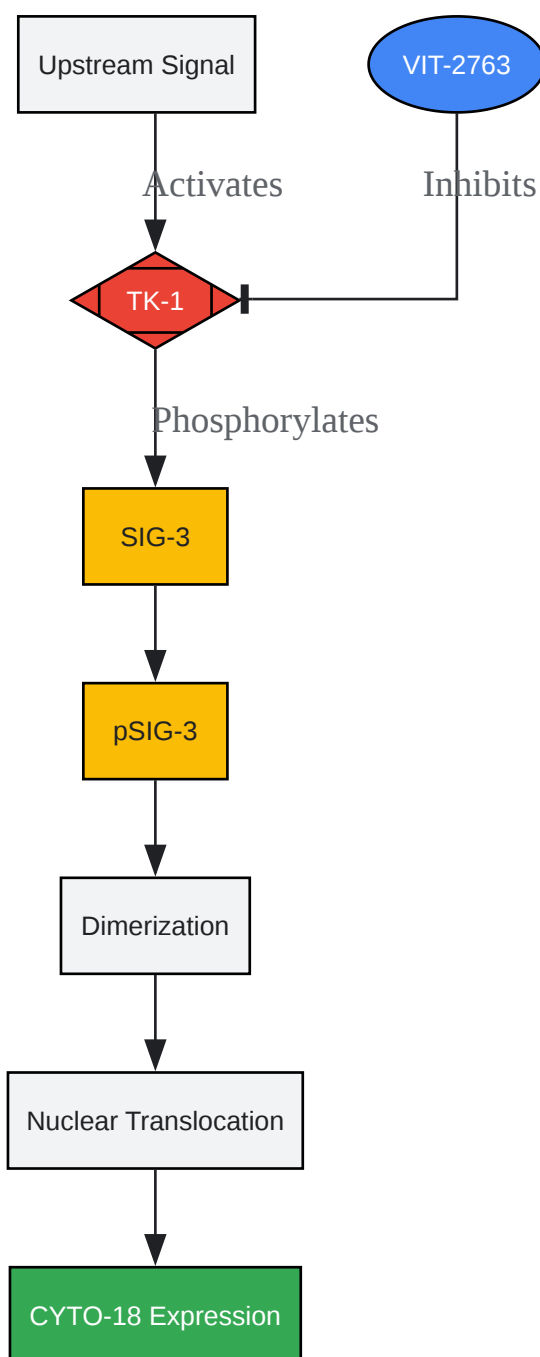 Upstream Signal
VIT-2763
Activates
Inhibits
TK-1
Phosphorylates
SIG-3
pSIG-3
Dimerization
Nuclear Translocation
CYTO-18 Expression